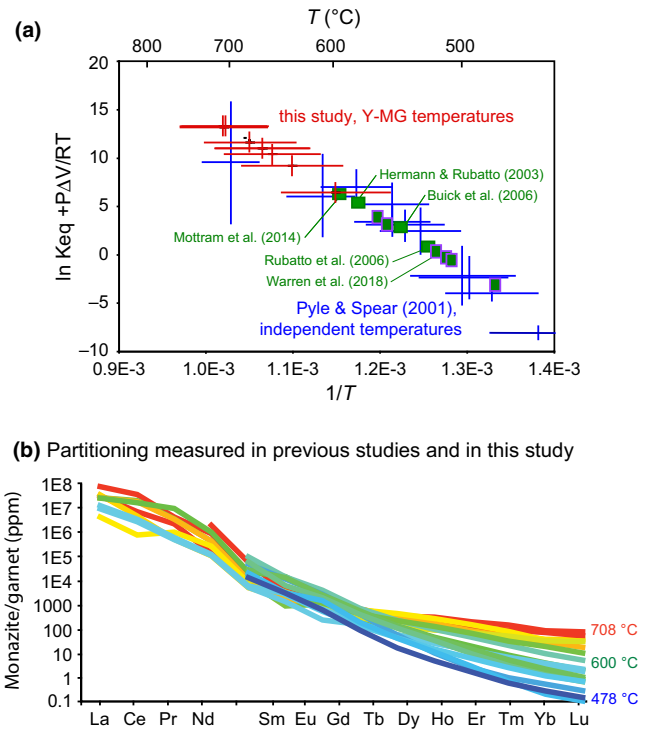 (a)
T (°C)
800 700 600 500
20
15
10
5
0
−5
−10
ln Keq +PΔV/RT
this study, Y-MG temperatures
Hermann & Rubatto (2003)
Buick et al. (2006)
Mottram et al. (2014)
Rubatto et al. (2006)
Warren et al. (2018)
Pyle & Spear (2001),
independent temperatures
0.9E-3 1.0E-3 1.1E-3 1.2E-3 1.3E-3 1.4E-3
1/T
(b) Partitioning measured in previous studies and in this study
Monazite/garnet (ppm)
1E8
1E7
1E6
1E5
1E4
1000
100
10
1
0.1
708 °C
600 °C
478 °C
La Ce Pr Nd Sm Eu Gd Tb Dy Ho Er Tm Yb Lu